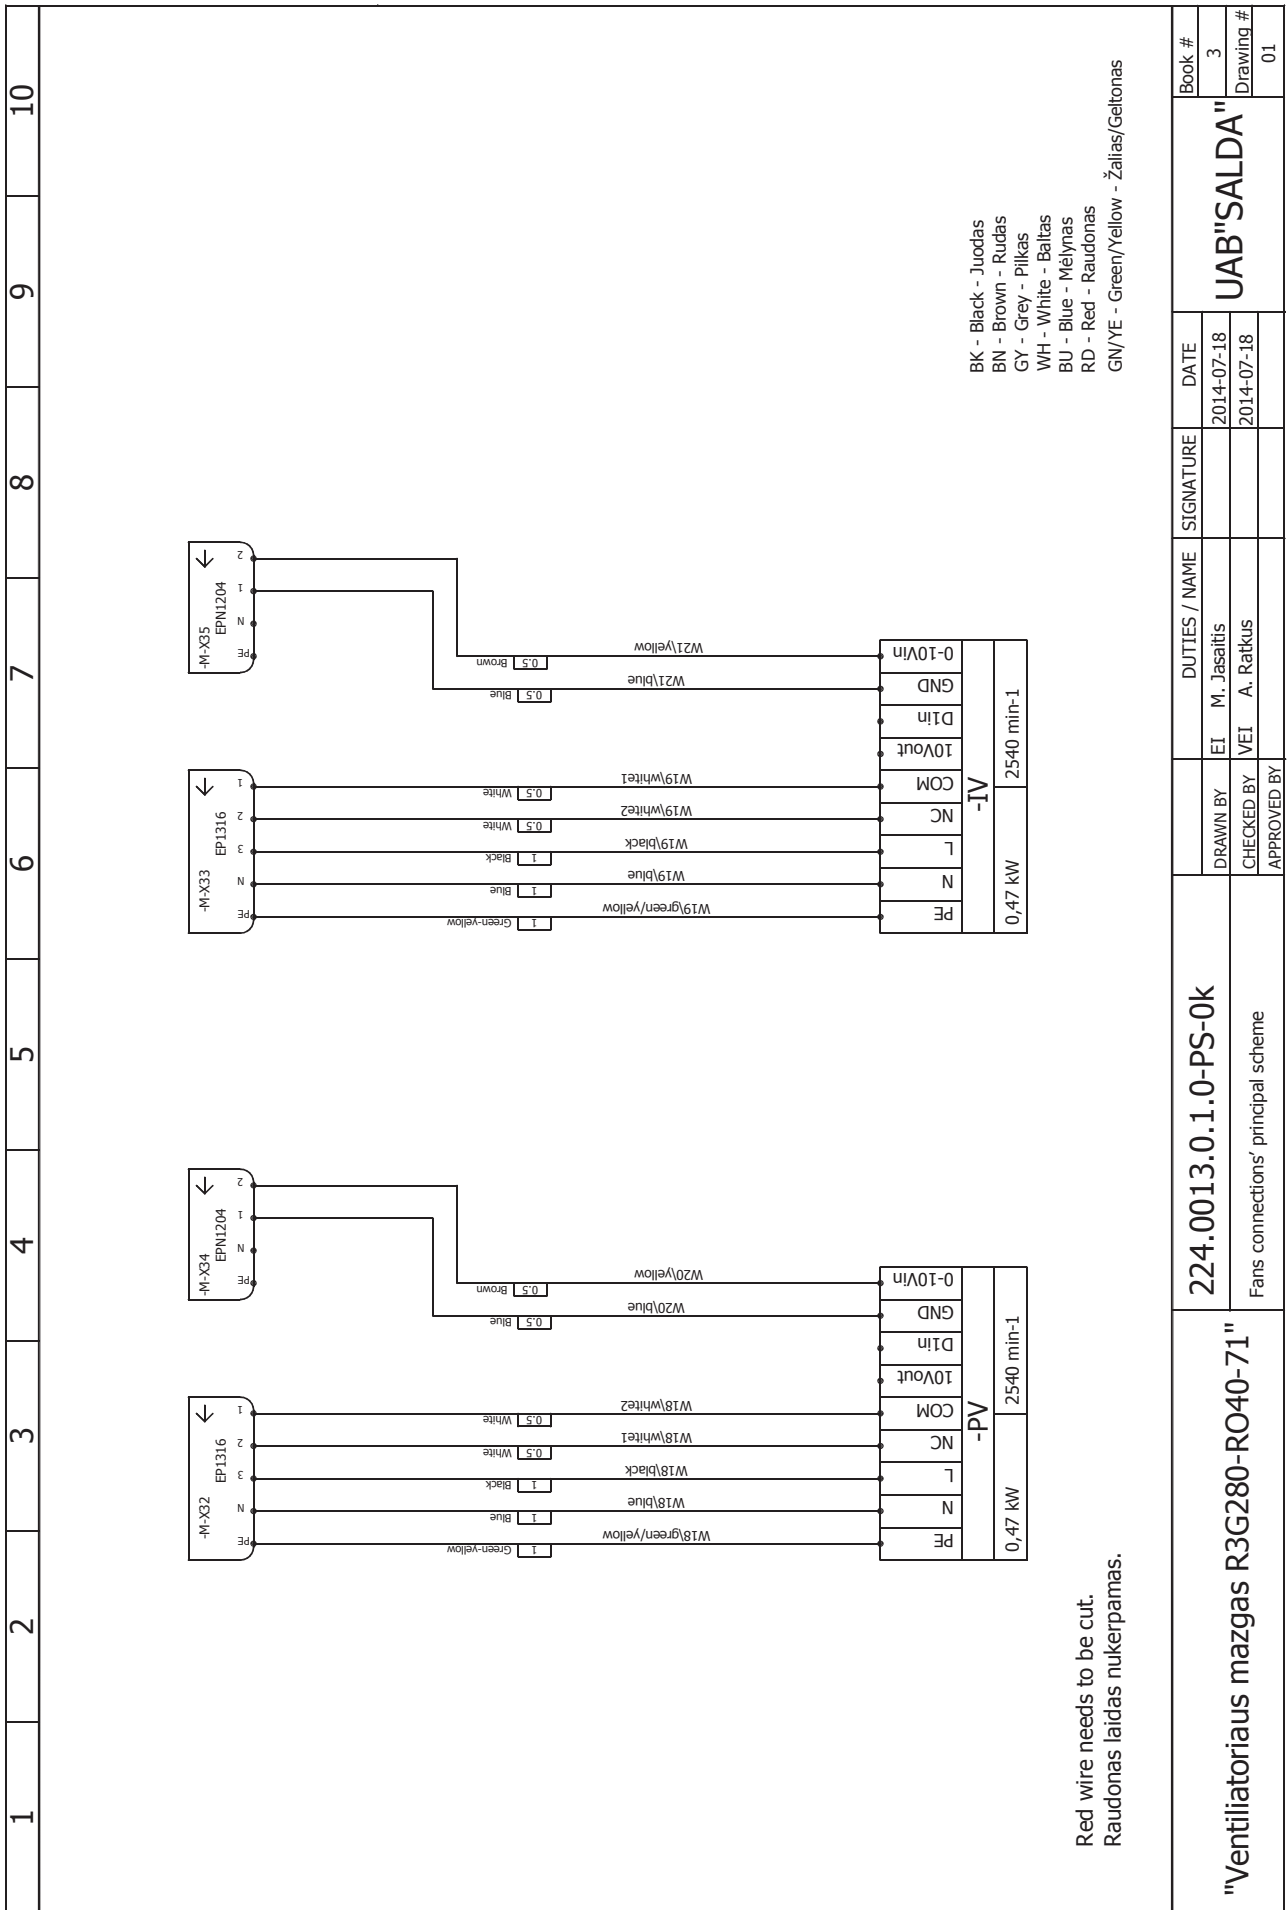 1
2
3
4
5
6
7
8
9
10
-M-X32
EP1316
PE
N
3
2
1
-M-X34
EPN1204
PE
N
1
2
-M-X33
EP1316
PE
N
3
2
1
-M-X35
EPN1204
PE
N
1
2
1 Green-yellow
1 Blue
1 Black
0.5 White
0.5 White
0.5 Blue
0.5 Brown
W18\green/yellow
W18\blue
W18\black
W18\white1
W18\white2
W20\blue
W20\yellow
PE
N
L
NC
COM
10Vout
D1in
GND
0-10Vin
-PV
0,47 kW
2540 min-1
1 Green-yellow
1 Blue
1 Black
0.5 White
0.5 White
0.5 Blue
0.5 Brown
W19\green/yellow
W19\blue
W19\black
W19\white2
W19\white1
W21\blue
W21\yellow
PE
N
L
NC
COM
10Vout
D1in
GND
0-10Vin
-IV
0,47 kW
2540 min-1
BK - Black - Juodas
BN - Brown - Rudas
GY - Grey - Pilkas
WH - White - Baltas
BU - Blue - Mėlynas
RD - Red - Raudonas
GN/YE - Green/Yellow - Žalias/Geltonas
Red wire needs to be cut.
Raudonas laidas nukerpamas.
"Ventiliatoriaus mazgas R3G280-RO40-71"
224.0013.0.1.0-PS-0k
Fans connections' principal scheme
DUTIES / NAME
SIGNATURE
DATE
DRAWN BY
EI M. Jasaitis
2014-07-18
CHECKED BY
VEI A. Ratkus
2014-07-18
APPROVED BY
UAB"SALDA"
Book #
3
Drawing #
01